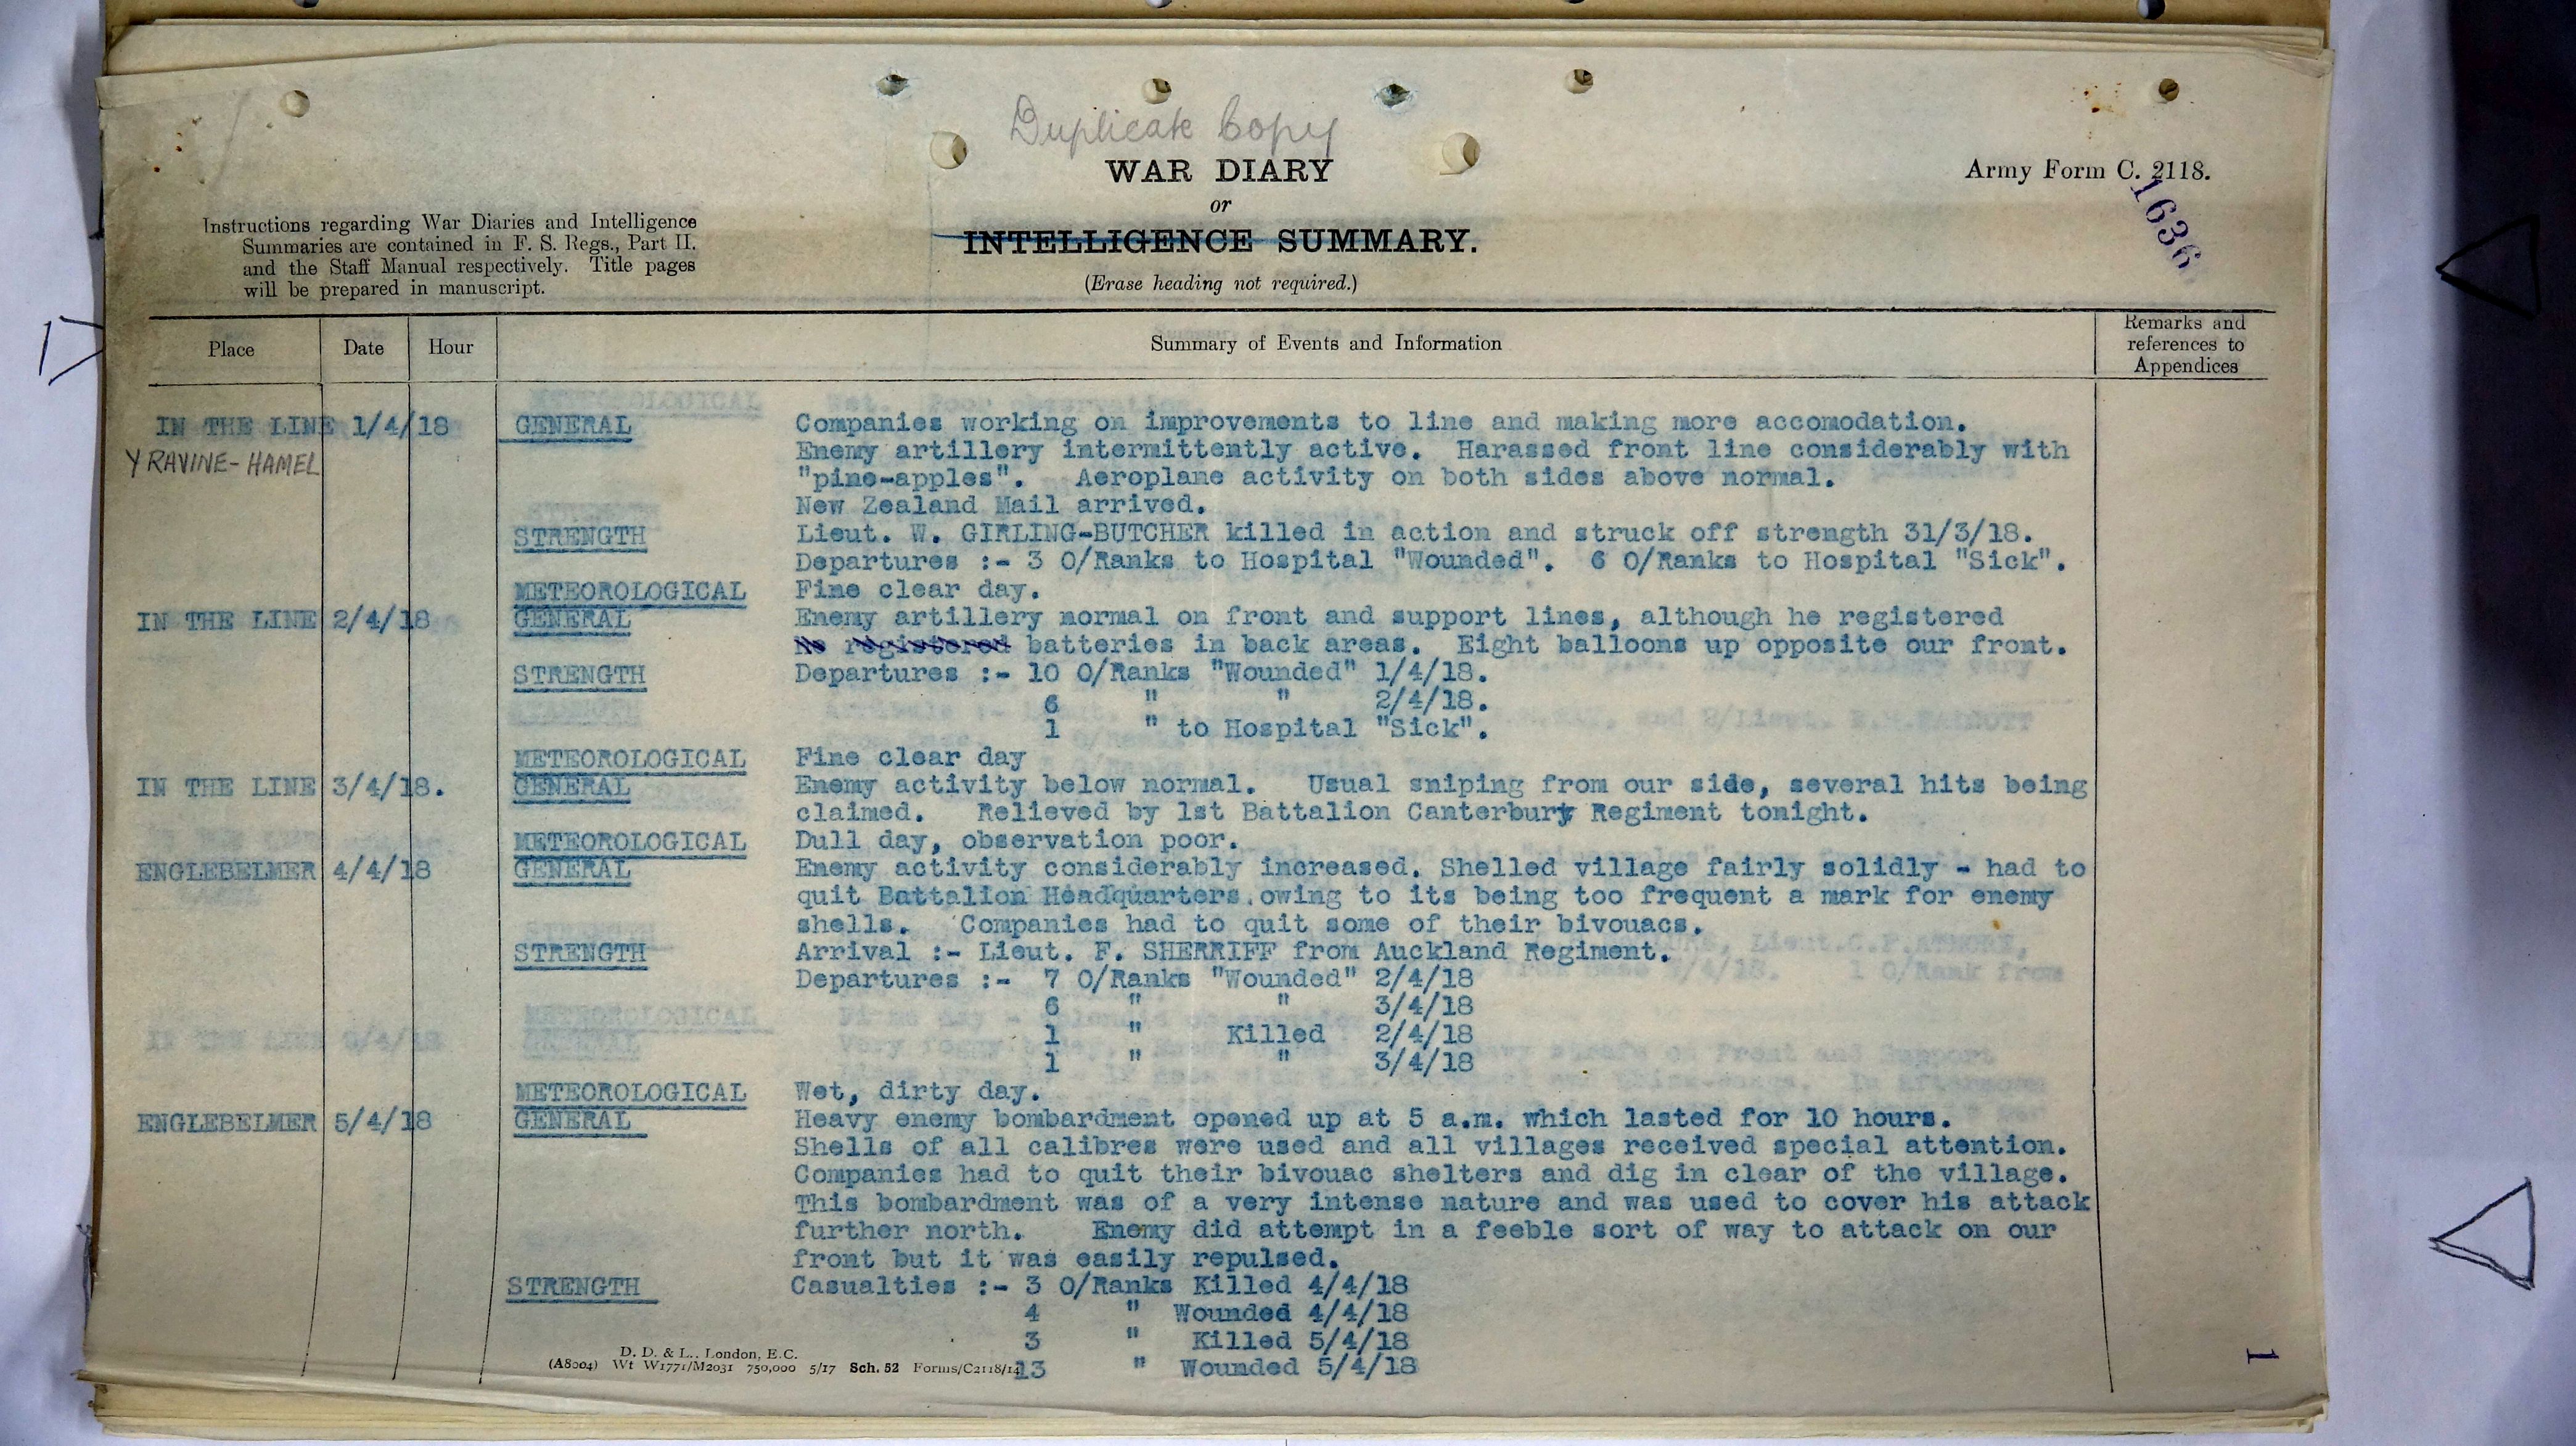 Duplicate Copy
WAR DIARY
or
INTELLIGENCE SUMMARY.
(Erase heading not required.)
Army Form C. 2118.
1636
Instructions regarding War Diaries and Intelligence
Summaries are contained in F. S. Regs., Part II.
and the Staff Manual respectively. Title pages
will be prepared in manuscript.
Place Date Hour Summary of Events and Information Remarks and
references to
Appendices
IN THE LINE 1/4/18 GENERAL Companies working on improvements to line and making more accomodation.
Y RAVINE-HAMEL Enemy artillery intermittently active. Harassed front line considerably with
"pine-apples". Aeroplane activity on both sides above normal.
New Zealand Mail arrived.
STRENGTH Lieut. W. GIRLING-BUTCHER killed in action and struck off strength 31/3/18.
Departures :- 3 O/Ranks to Hospital "Wounded". 6 O/Ranks to Hospital "Sick".
METEOROLOGICAL Fine clear day.
IN THE LINE 2/4/18 GENERAL Enemy artillery normal on front and support lines, although he registered
No registered batteries in back areas. Eight balloons up opposite our front.
STRENGTH Departures :- 10 O/Ranks "Wounded" 1/4/18.
6 " " 2/4/18.
1 " to Hospital "Sick".
METEOROLOGICAL Fine clear day
IN THE LINE 3/4/18. GENERAL Enemy activity below normal. Usual sniping from our side, several hits being
claimed. Relieved by 1st Battalion Canterbury Regiment tonight.
METEOROLOGICAL Dull day, observation poor.
ENGLEBELMER 4/4/18 GENERAL Enemy activity considerably increased. Shelled village fairly solidly - had to
quit Battalion Headquarters owing to its being too frequent a mark for enemy
shells. Companies had to quit some of their bivouacs.
STRENGTH Arrival :- Lieut. F. SHERRIFF from Auckland Regiment.
Departures :- 7 O/Ranks "Wounded" 2/4/18
6 " " 3/4/18
1 " Killed 2/4/18
1 " " 3/4/18
METEOROLOGICAL Wet, dirty day.
ENGLEBELMER 5/4/18 GENERAL Heavy enemy bombardment opened up at 5 a.m. which lasted for 10 hours.
Shells of all calibres were used and all villages received special attention.
Companies had to quit their bivouac shelters and dig in clear of the village.
This bombardment was of a very intense nature and was used to cover his attack
further north. Enemy did attempt in a feeble sort of way to attack on our
front but it was easily repulsed.
STRENGTH Casualties :- 3 O/Ranks Killed 4/4/18
4 " Wounded 4/4/18
3 " Killed 5/4/18
13 " Wounded 5/4/18
D. D. & L., London, E.C.
(A8004) Wt W1771/M2031 750,000 5/17 Sch. 52 Forms/C2118/14
1